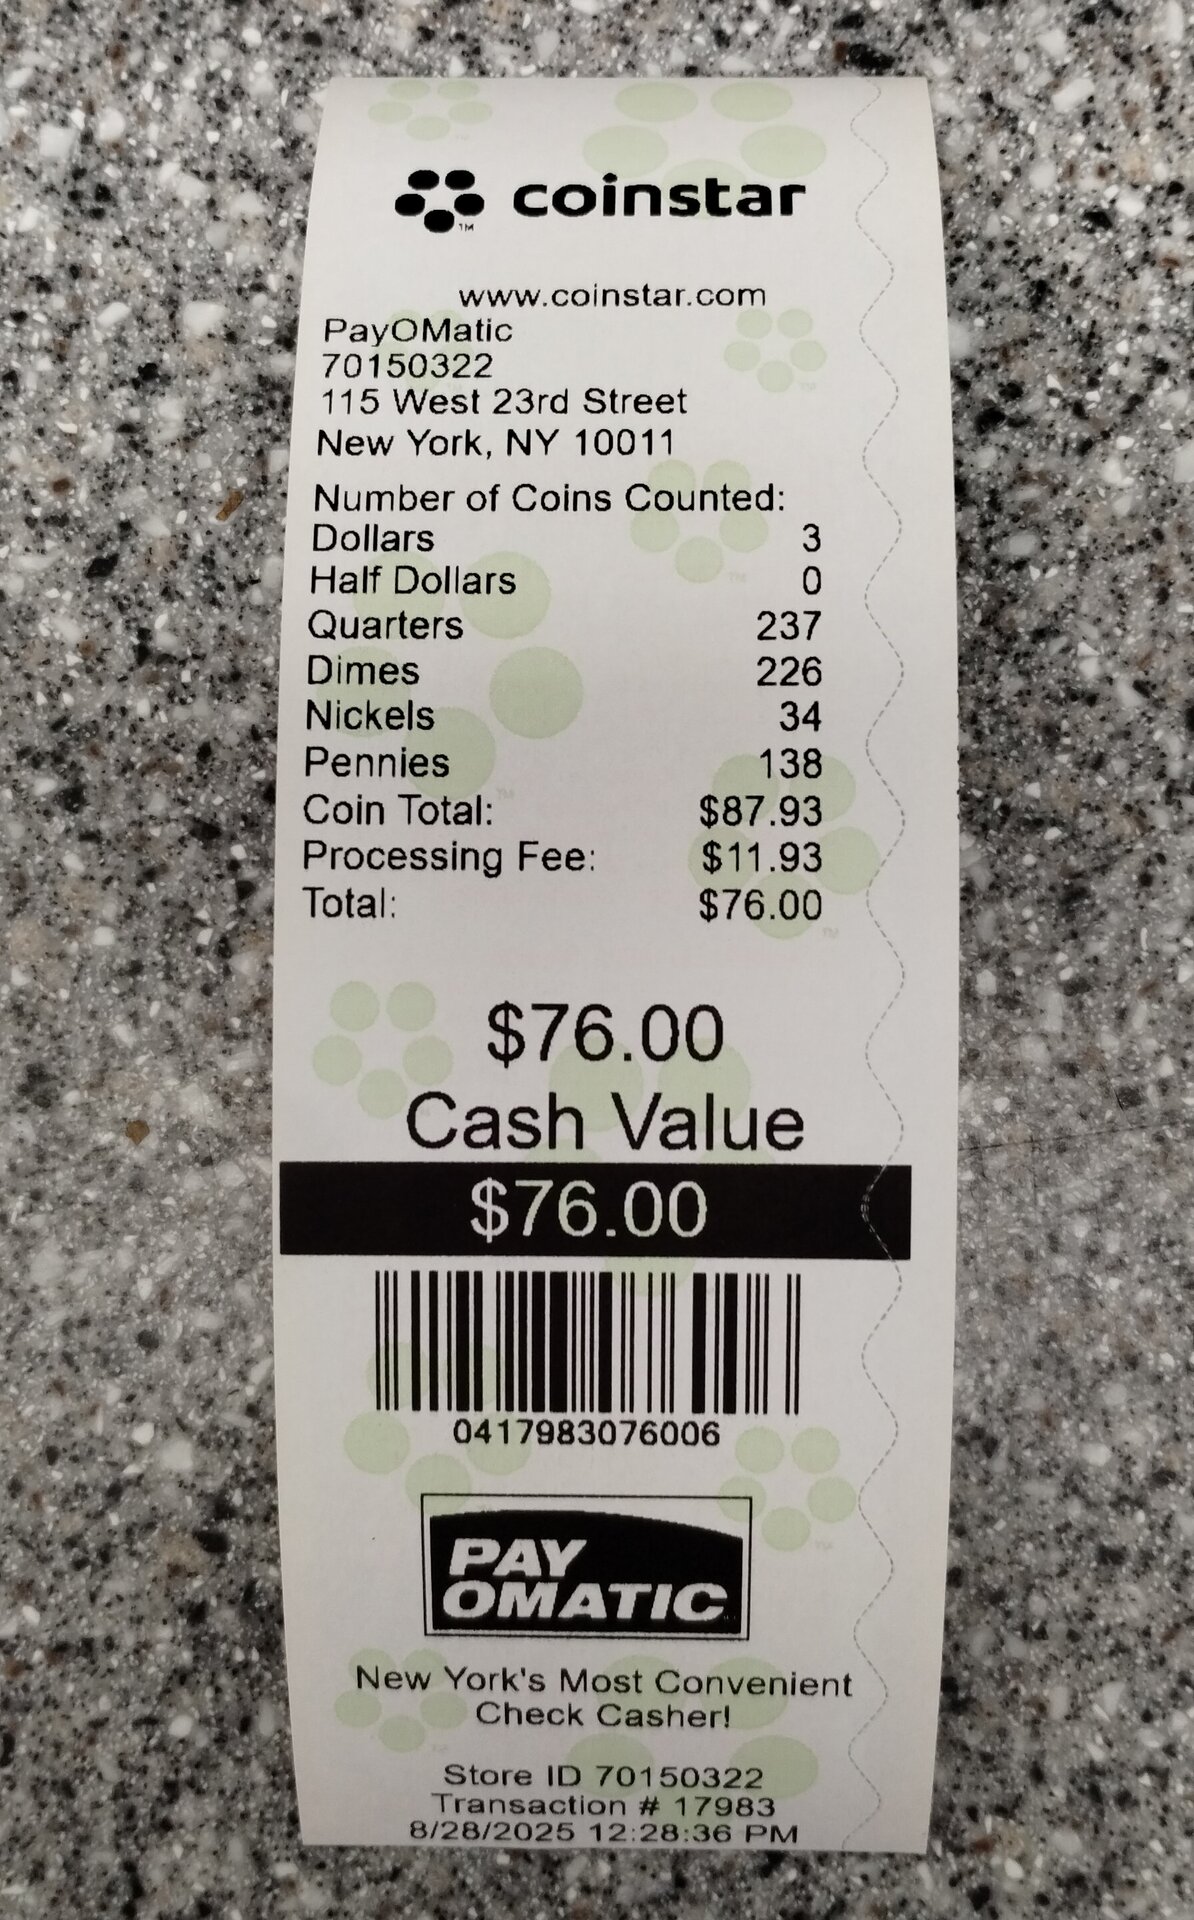 coinstar
TM
www.coinstar.com
PayOMatic
70150322
115 West 23rd Street
New York, NY 10011
Number of Coins Counted:
Dollars 3
Half Dollars 0
Quarters 237
Dimes 226
Nickels 34
Pennies 138
Coin Total: $87.93
Processing Fee: $11.93
Total: $76.00
$76.00
Cash Value
$76.00
0417983076006
PAY
OMATIC
New York's Most Convenient
Check Casher!
Store ID 70150322
Transaction # 17983
8/28/2025 12:28:36 PM